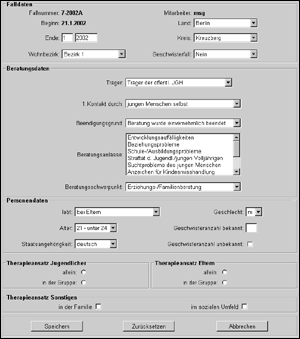 Falldaten
Fallnummer: 7-2002A Mitarbeiter: msg
Beginn: 21.1.2002 Land: Berlin
Ende: 1 2002 Kreis: Kreuzberg
Wohnbezirk: Bezirk 1 Geschwisterfall: Nein
Beratungsdaten
Träger: Träger der öffentl. JGH
1.Kontakt durch: jungen Menschen selbst
Beendigungsgrund: Beratung wurde einvernehmlich beendet
Beratungsanlässe:
Entwicklungsauffälligkeiten
Beziehungsprobleme
Schule-/Ausbildungsprobleme
Straftat d. Jugendl./jungen Volljährigen
Suchtprobleme des jungen Menschen
Anzeichen für Kindesmisshandlung
Beratungsschwerpunkt: Erziehungs-/Familienberatung
Personendaten
lebt: bei Eltern Geschlecht: m
Alter: 21 - unter 24 Geschwisteranzahl bekannt:
Staatsangehörigkeit: deutsch Geschwisteranzahl unbekannt:
Therapieansatz Jugendlicher Therapieansatz Eltern
allein: allein:
in der Gruppe: in der Gruppe:
Therapieansatz Sonstiges
in der Familie: im sozialen Umfeld:
Speichern Zurücksetzen Abbrechen